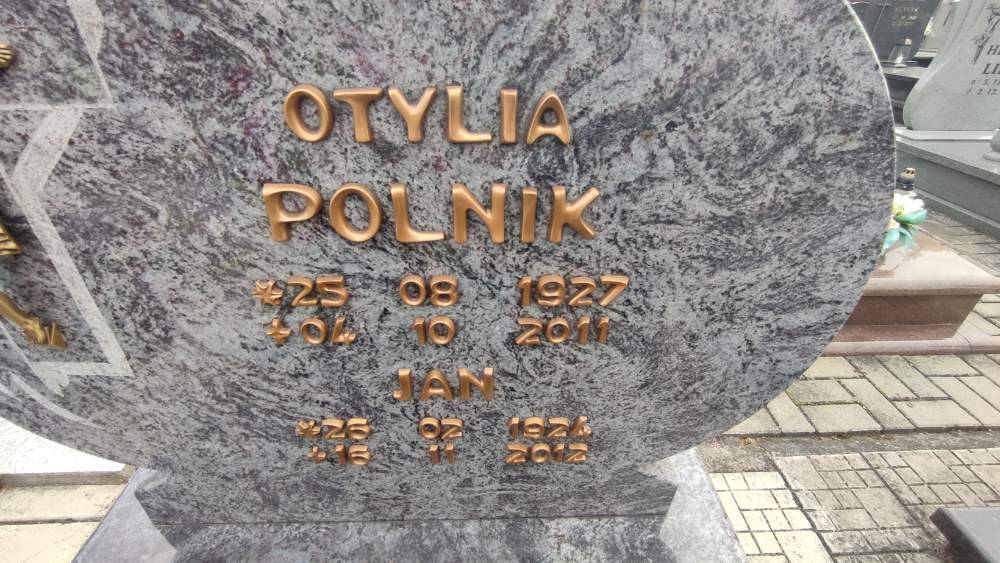 OTYLIA
POLNIK
*25 08 1927
+04 10 2011
JAN
*26 02 1924
+16 11 2012